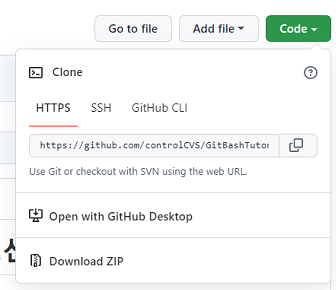 Go to file Add file Code
Clone
HTTPS SSH GitHub CLI
https://github.com/controlCVS/GitBashTutor
Use Git or checkout with SVN using the web URL.
Open with GitHub Desktop
Download ZIP